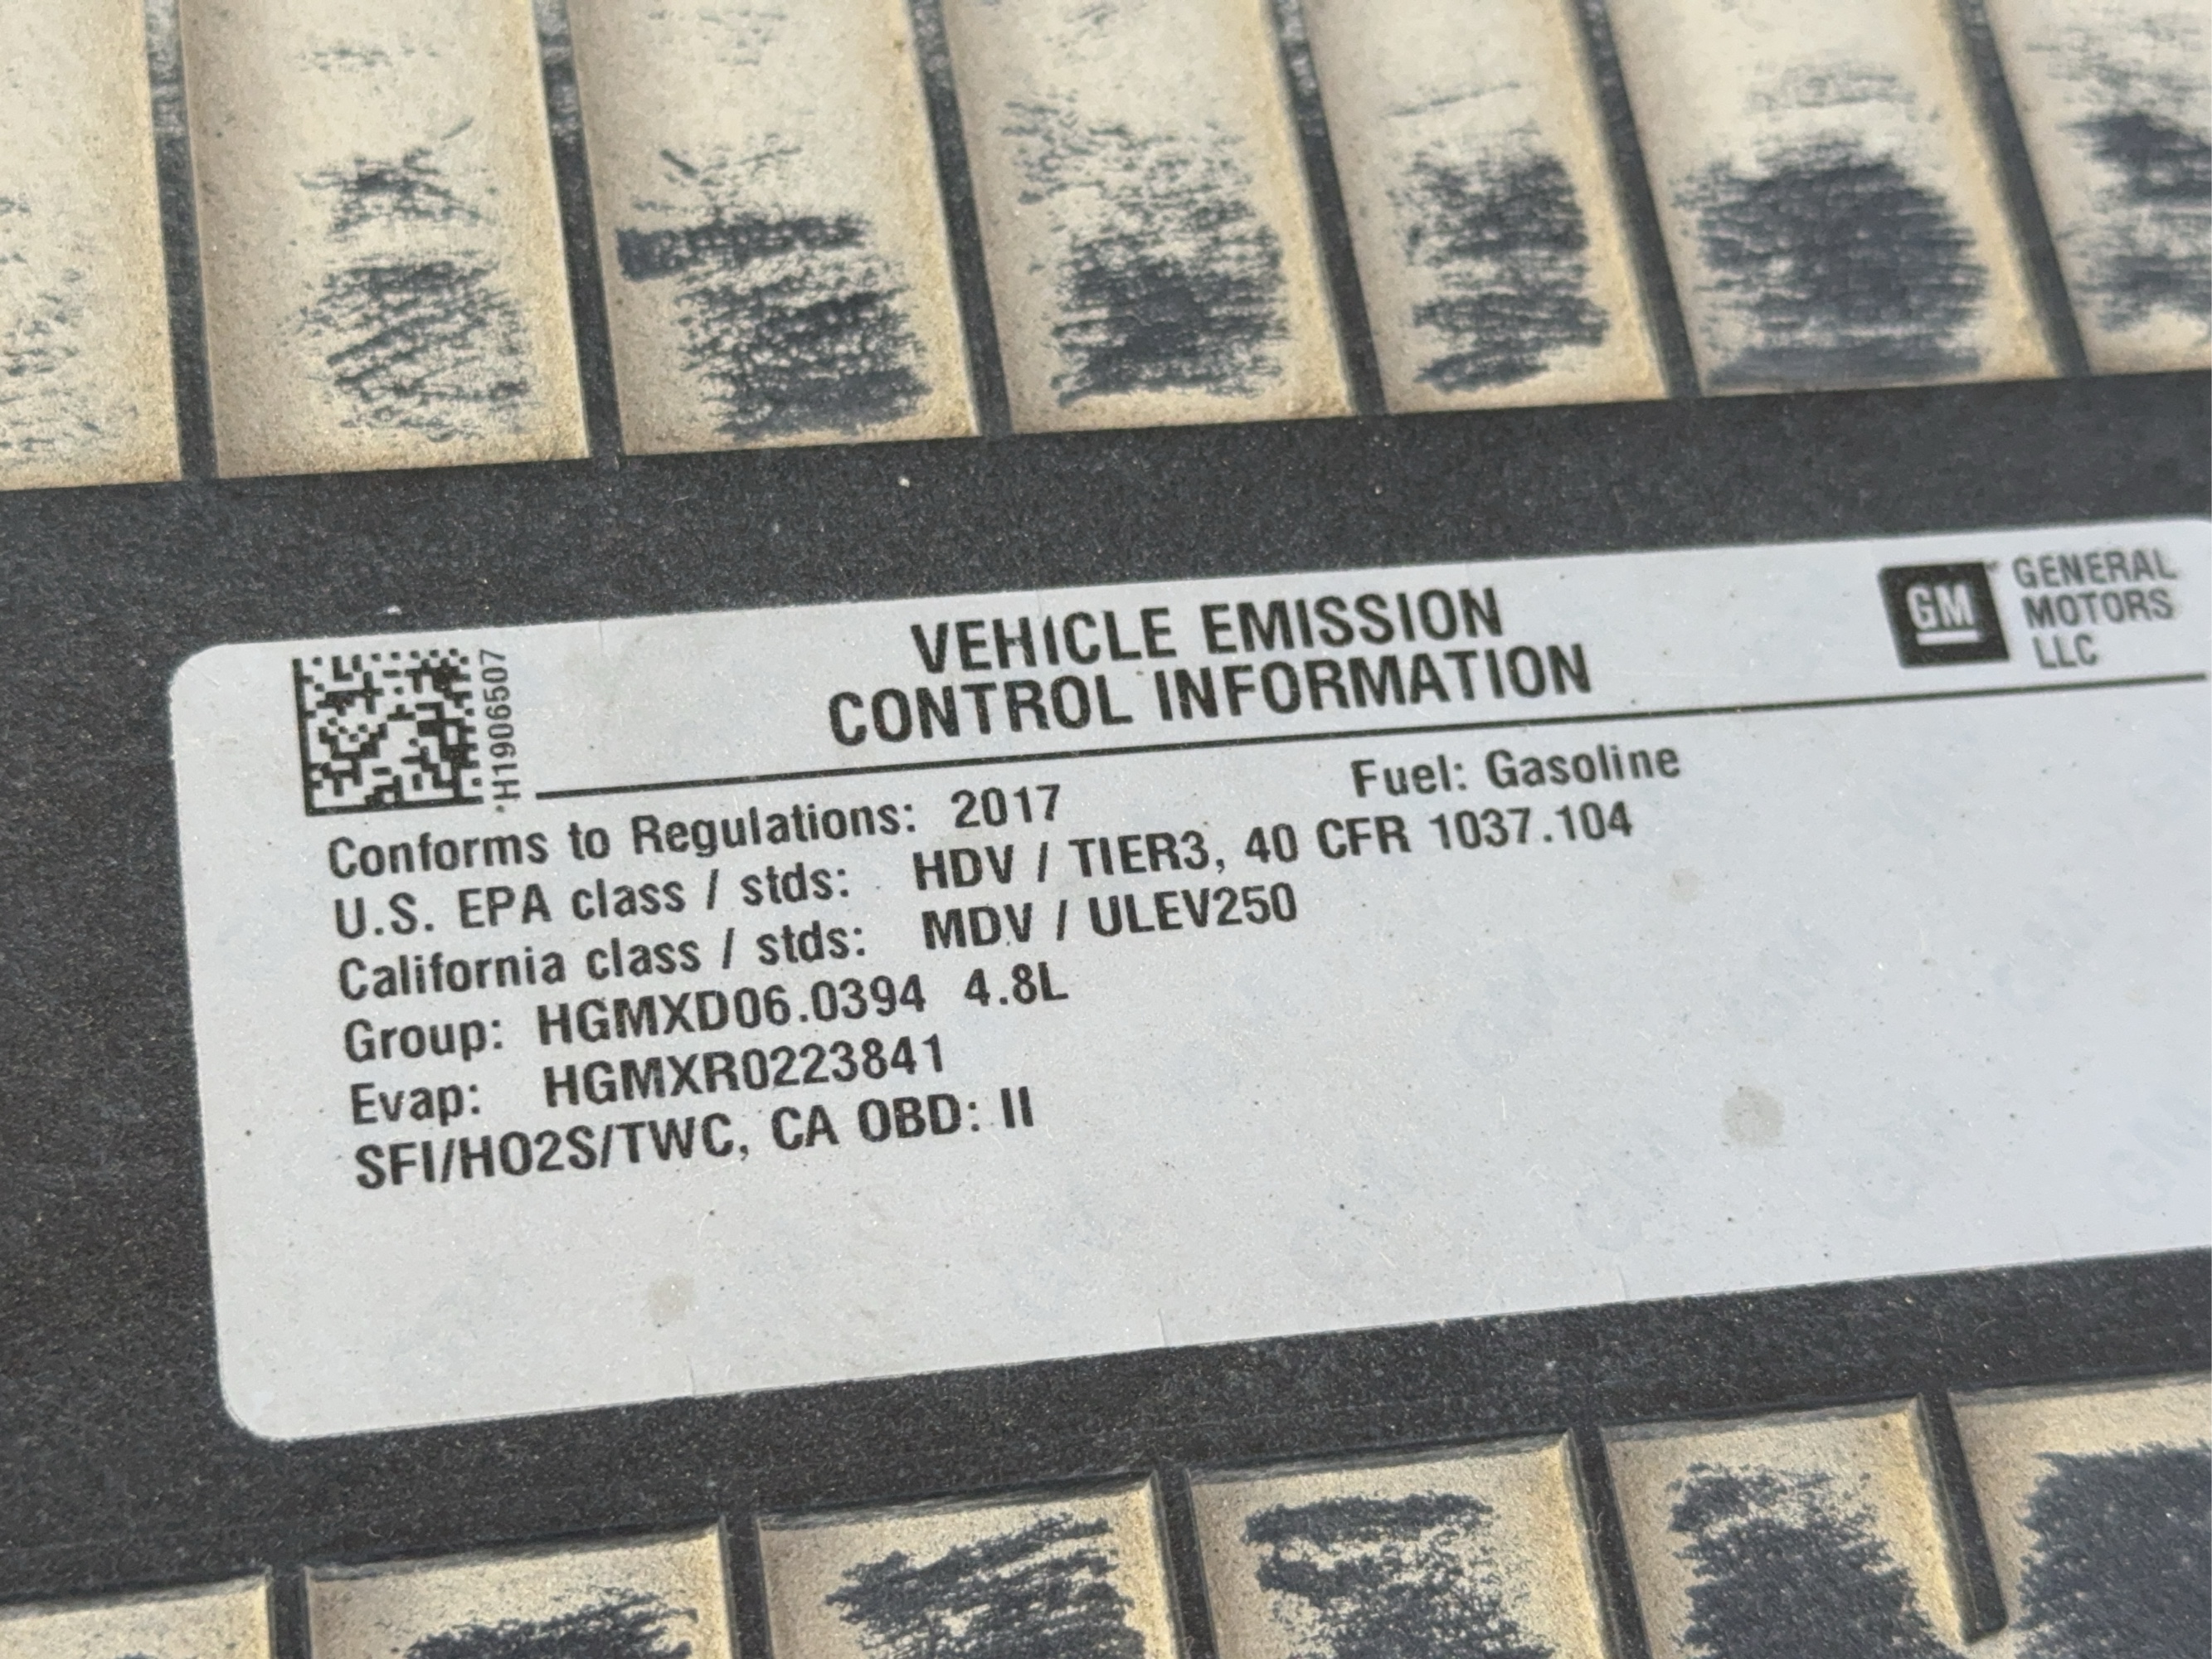 *H1906507
VEHICLE EMISSION
CONTROL INFORMATION
GM
GENERAL
MOTORS
LLC
Conforms to Regulations: 2017 Fuel: Gasoline
U.S. EPA class / stds: HDV / TIER3, 40 CFR 1037.104
California class / stds: MDV / ULEV250
Group: HGMXD06.0394 4.8L
Evap: HGMXR0223841
SFI/HO2S/TWC, CA OBD: II